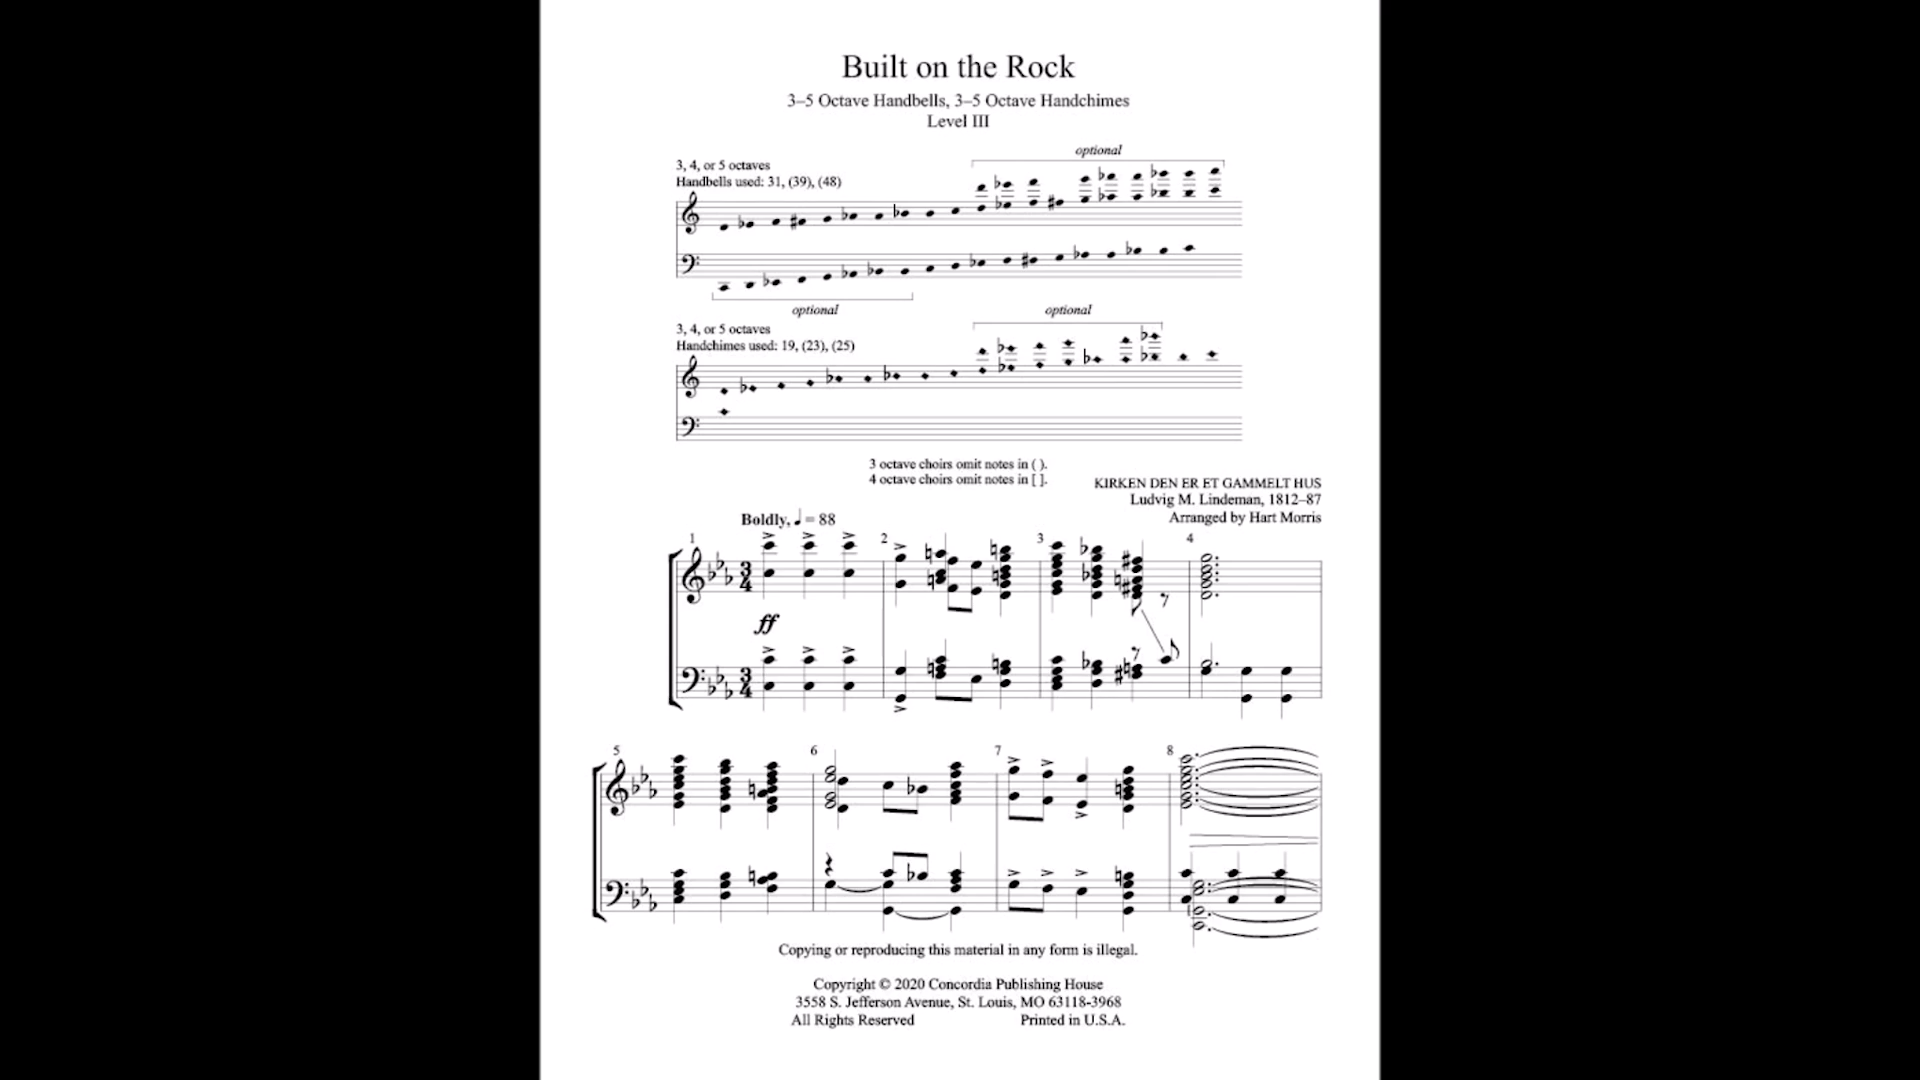 Built on the Rock
3–5 Octave Handbells, 3–5 Octave Handchimes
Level III
optional
3, 4, or 5 octaves
Handbells used: 31, (39), (48)
optional
optional
3, 4, or 5 octaves
Handchimes used: 19, (23), (25)
3 octave choirs omit notes in ( ).
4 octave choirs omit notes in [ ].
KIRKEN DEN ER ET GAMMELT HUS
Ludvig M. Lindeman, 1812–87
Arranged by Hart Morris
Boldly, ♩ = 88
1 2 3 4
3 4
ff
3 4
5 6 7 8
Copying or reproducing this material in any form is illegal.
Copyright © 2020 Concordia Publishing House
3558 S. Jefferson Avenue, St. Louis, MO 63118-3968
All Rights Reserved Printed in U.S.A.